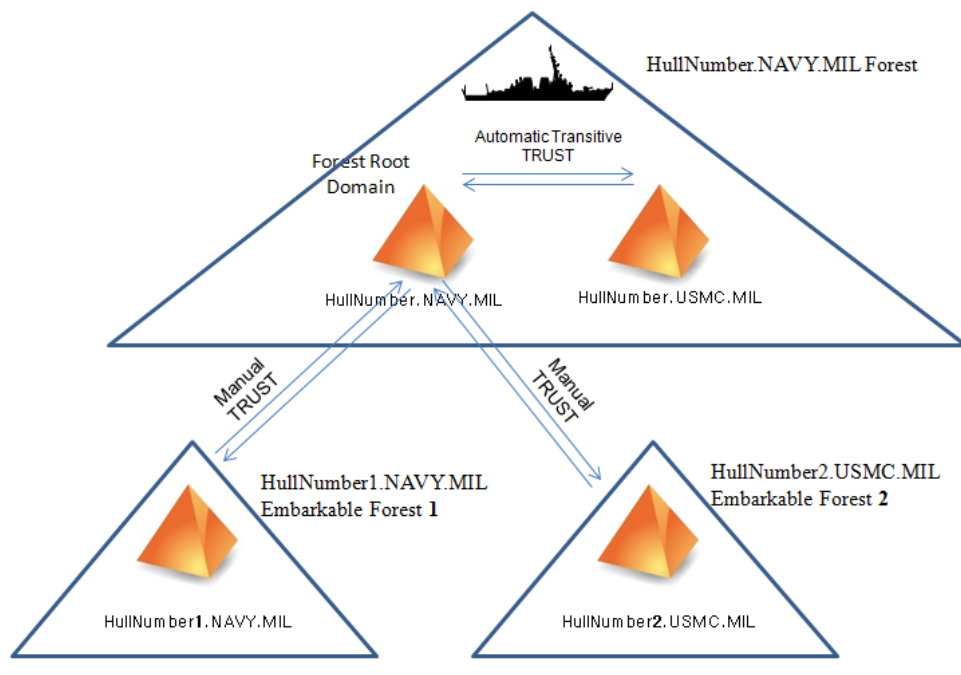 HullNumber.NAVY.MIL Forest
Automatic Transitive
TRUST
Forest Root
Domain
HullNumber.NAVY.MIL
HullNumber.USMC.MIL
Manual
TRUST
Manual
TRUST
HullNumber1.NAVY.MIL
Embarkable Forest 1
HullNumber2.USMC.MIL
Embarkable Forest 2
HullNumber1.NAVY.MIL
HullNumber2.USMC.MIL